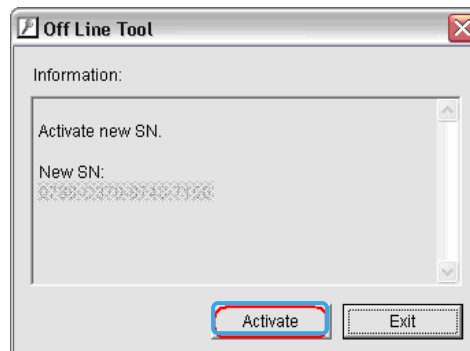 Off Line Tool
Information:
Activate new SN.
New SN:
Activate
Exit